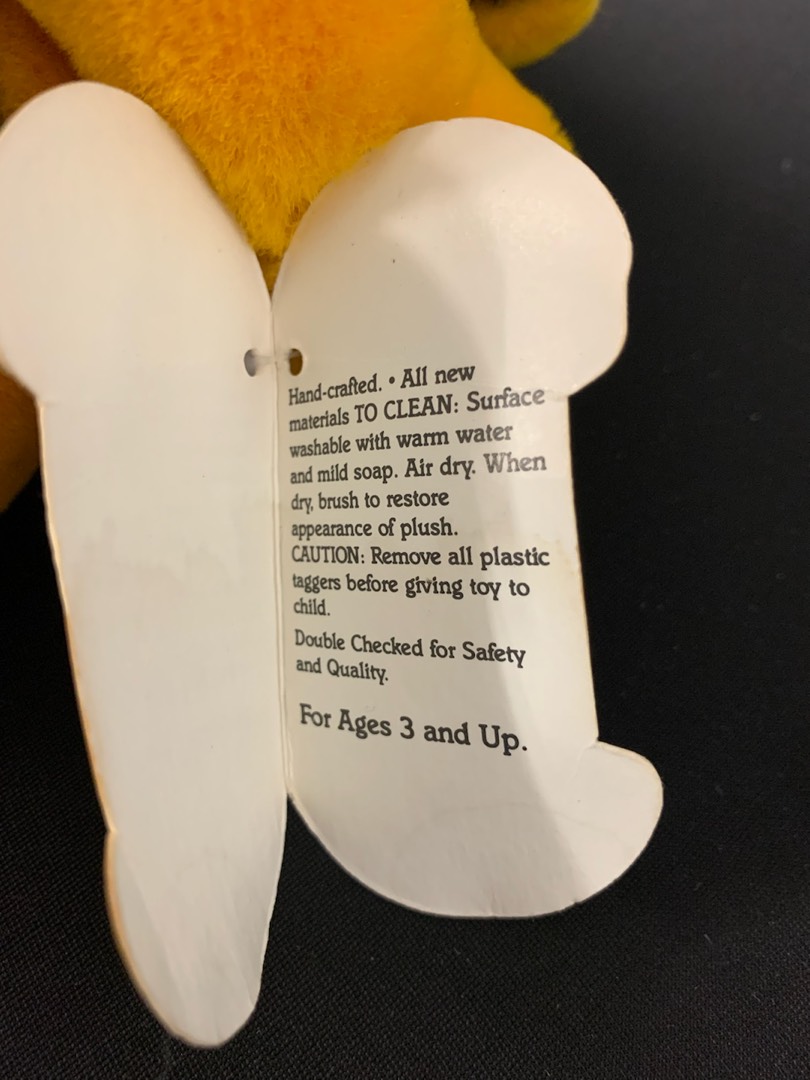 Hand-crafted. • All new
materials TO CLEAN: Surface
washable with warm water
and mild soap. Air dry. When
dry, brush to restore
appearance of plush.
CAUTION: Remove all plastic
taggers before giving toy to
child.
Double Checked for Safety
and Quality.
For Ages 3 and Up.